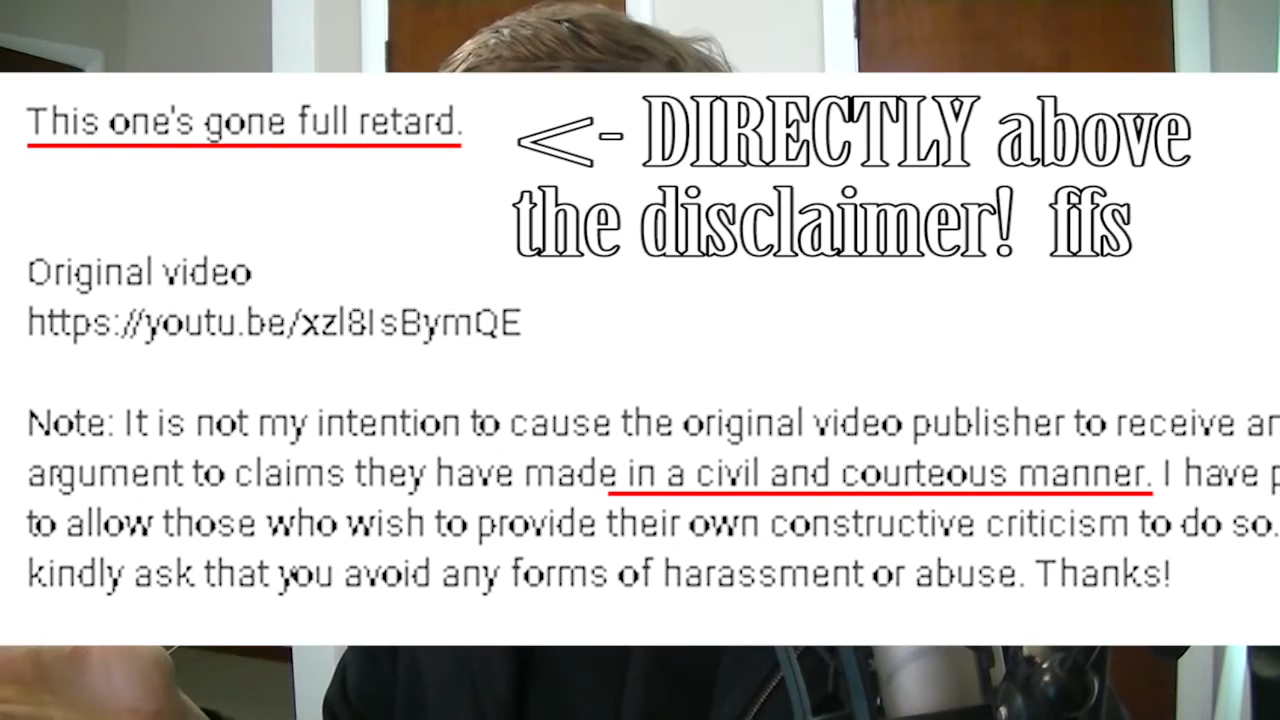 This one's gone full retard.
<- DIRECTLY above
the disclaimer! ffs
Original video
https://youtu.be/xzl8IsBymQE
Note: It is not my intention to cause the original video publisher to receive
argument to claims they have made in a civil and courteous manner. I have
to allow those who wish to provide their own constructive criticism to do so.
kindly ask that you avoid any forms of harassment or abuse. Thanks!